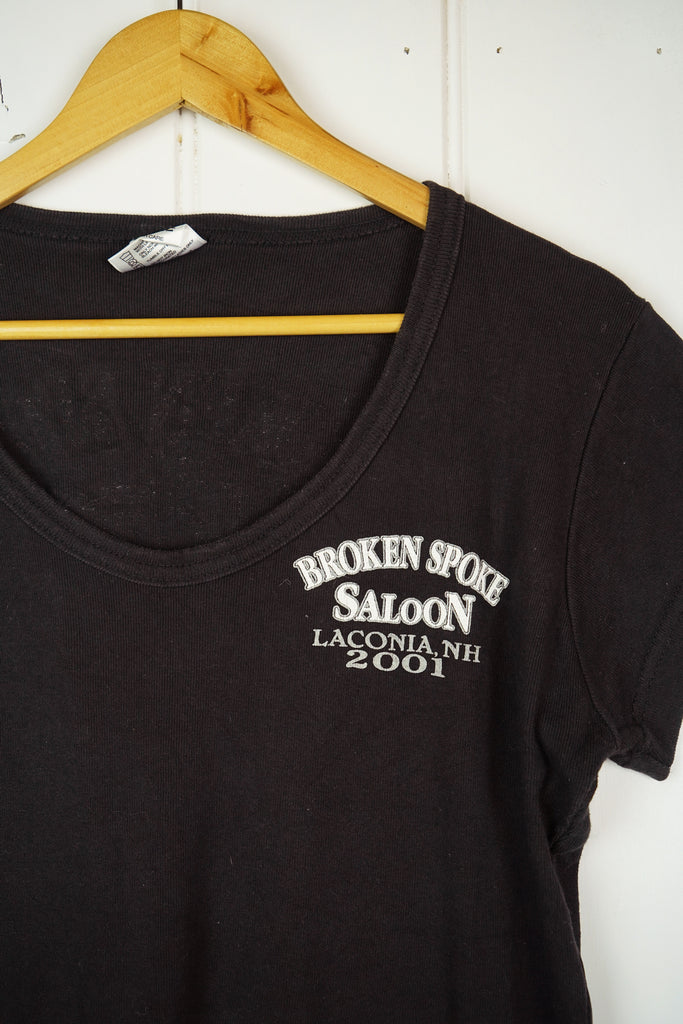 BROKEN SPOKE
SALOON
LACONIA, NH
2001